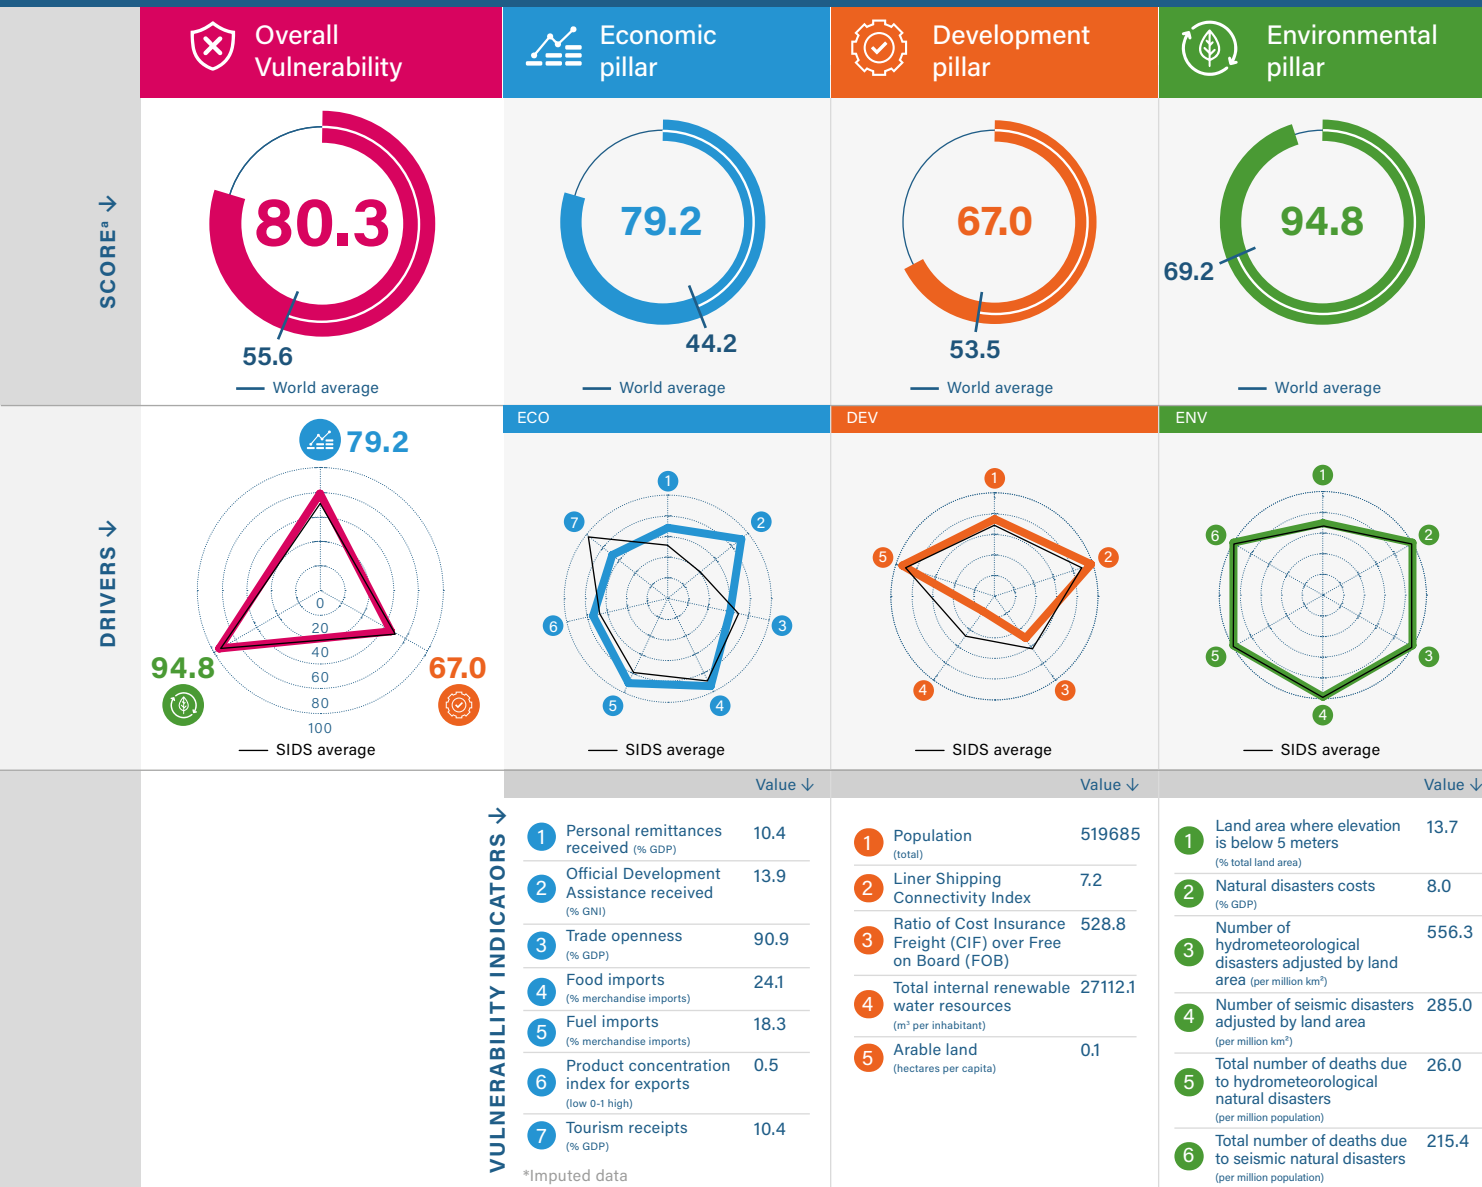 Overall
Vulnerability
Economic
pillar
Development
pillar
Environmental
pillar
SCOREᵃ →
80.3
55.6
World average
79.2
44.2
World average
67.0
53.5
World average
94.8
69.2
World average
DRIVERS →
79.2
0
20
40
60
80
100
94.8
67.0
SIDS average
ECO
1
2
3
4
5
6
7
SIDS average
DEV
1
2
3
4
5
SIDS average
ENV
1
2
3
4
5
6
SIDS average
VULNERABILITY INDICATORS →
Value ↓
1 Personal remittances 10.4
received (% GDP)
2 Official Development 13.9
Assistance received
(% GNI)
3 Trade openness 90.9
(% GDP)
4 Food imports 24.1
(% merchandise imports)
5 Fuel imports 18.3
(% merchandise imports)
6 Product concentration 0.5
index for exports
(low 0-1 high)
7 Tourism receipts 10.4
(% GDP)
*Imputed data
Value ↓
1 Population 519685
(total)
2 Liner Shipping 7.2
Connectivity Index
3 Ratio of Cost Insurance 528.8
Freight (CIF) over Free
on Board (FOB)
4 Total internal renewable 27112.1
water resources
(m³ per inhabitant)
5 Arable land 0.1
(hectares per capita)
Value ↓
1 Land area where elevation 13.7
is below 5 meters
(% total land area)
2 Natural disasters costs 8.0
(% GDP)
3 Number of 556.3
hydrometeorological
disasters adjusted by land
area (per million km²)
4 Number of seismic disasters 285.0
adjusted by land area
(per million km²)
5 Total number of deaths due 26.0
to hydrometeorological
natural disasters
(per million population)
6 Total number of deaths due 215.4
to seismic natural disasters
(per million population)